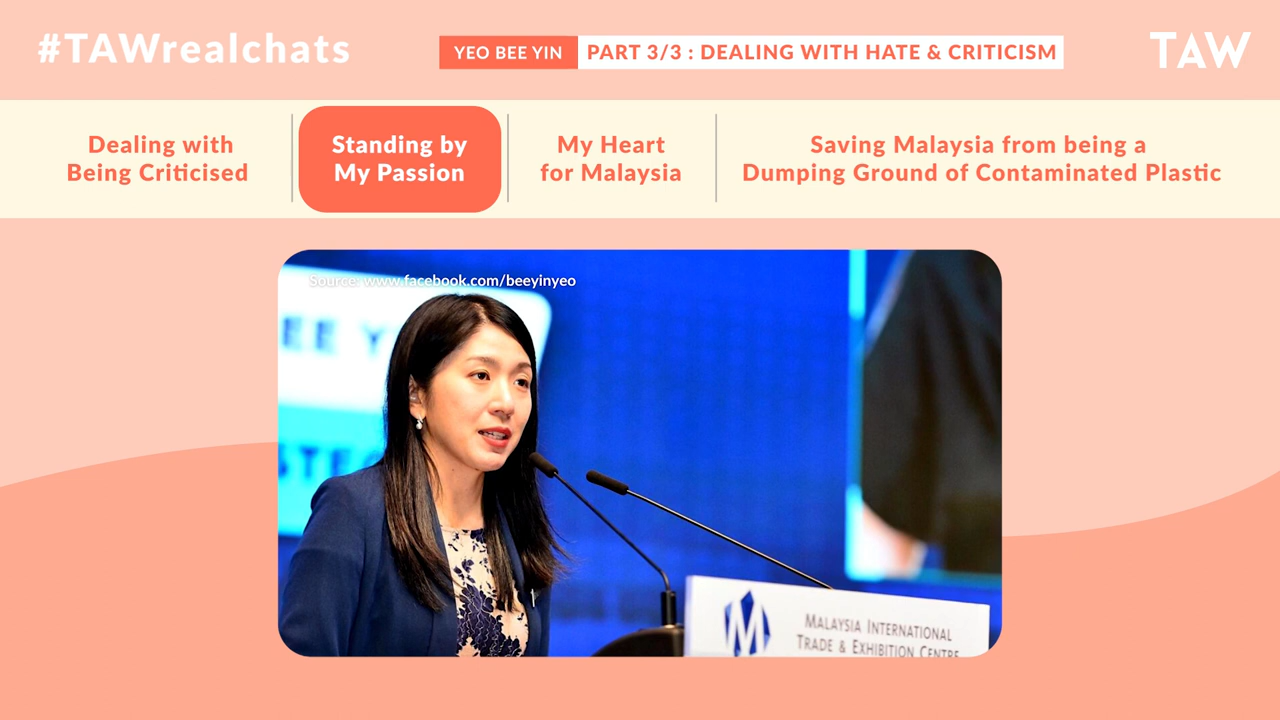 #TAWrealchats
YEO BEE YIN
PART 3/3 : DEALING WITH HATE & CRITICISM
TAW
Dealing with
Being Criticised
Standing by
My Passion
My Heart
for Malaysia
Saving Malaysia from being a
Dumping Ground of Contaminated Plastic
Source: www.facebook.com/beeyinyeo
EE Y
STE
MALAYSIA INTERNATIONAL
TRADE & EXHIBITION CENTRE